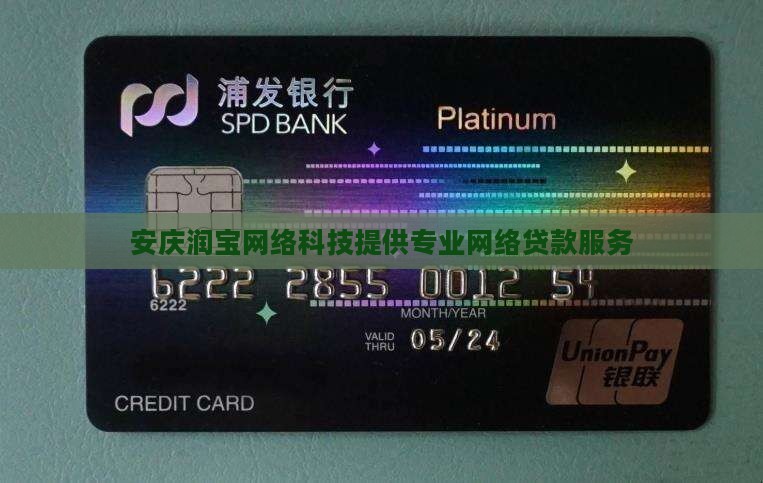 浦发银行
SPD BANK
Platinum
安庆润宝网络科技提供专业网络贷款服务
6222 2855 0012 54
6222
MONTH/YEAR
VALID THRU 05/24
UnionPay
银联
CREDIT CARD